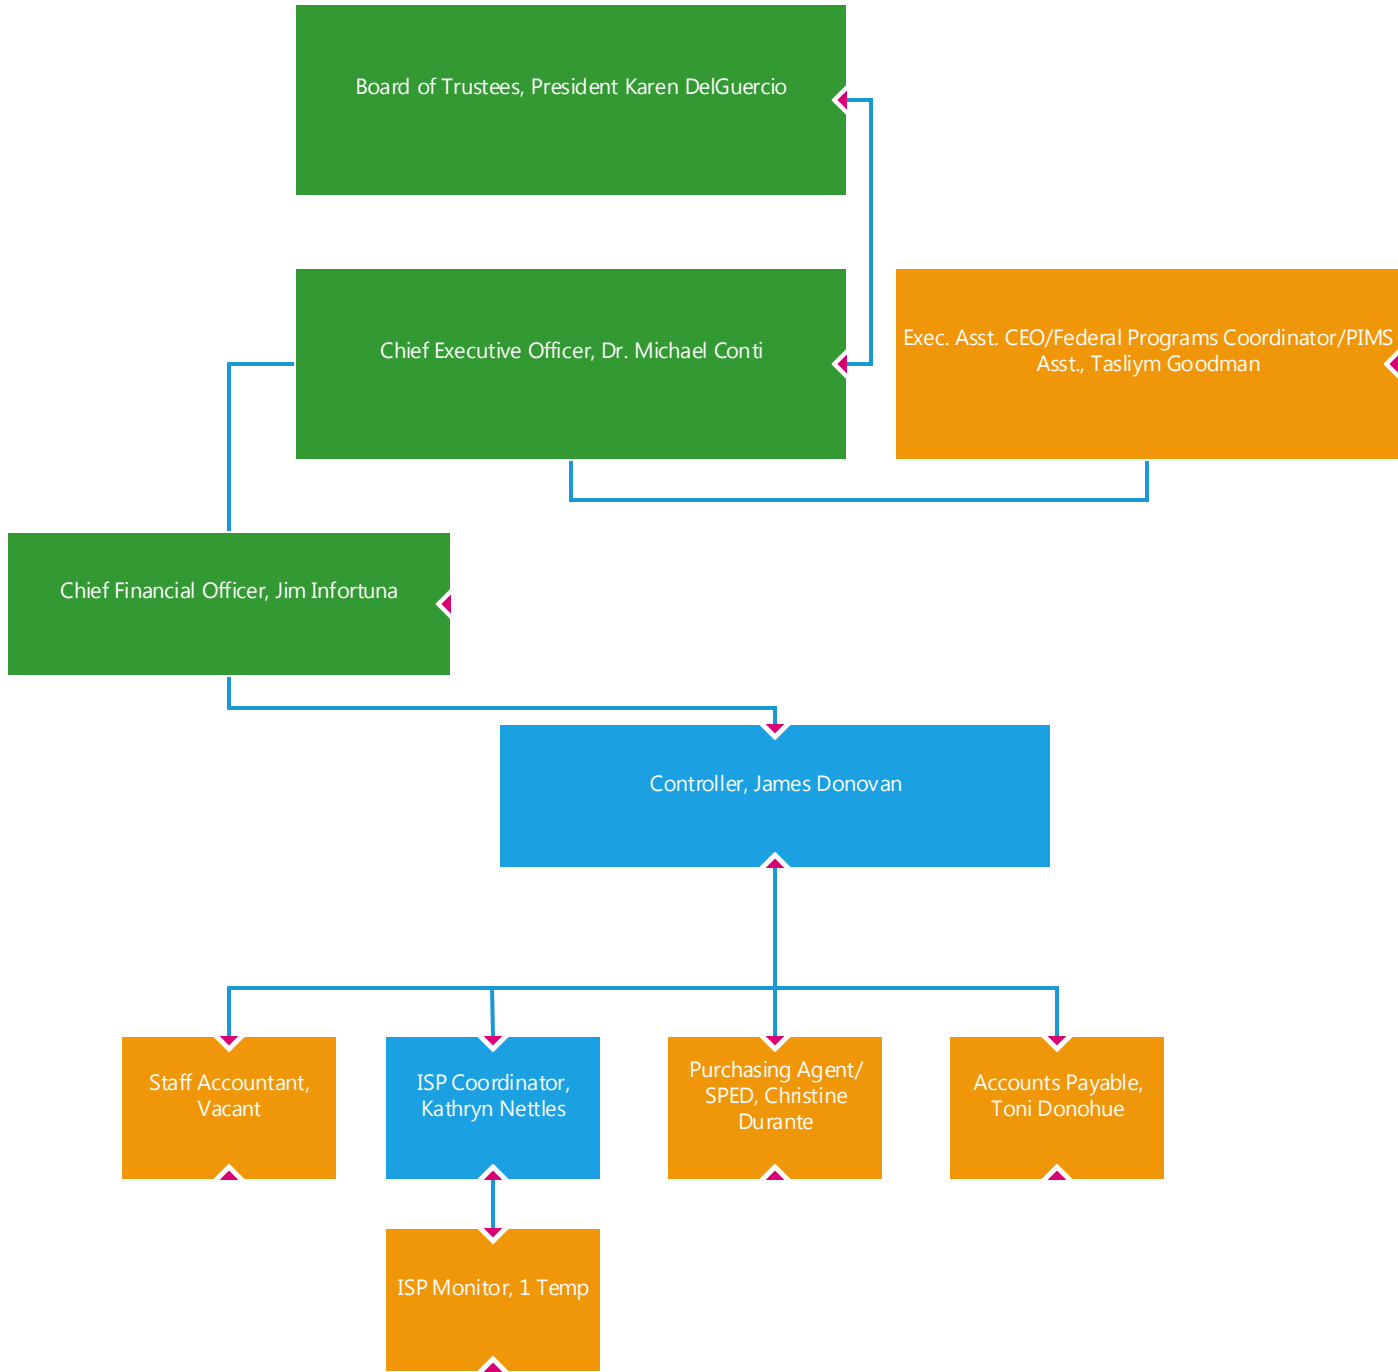 Board of Trustees, President Karen DelGuercio
Chief Executive Officer, Dr. Michael Conti
Exec. Asst. CEO/Federal Programs Coordinator/PIMS
Asst., Tasliym Goodman
Chief Financial Officer, Jim Infortuna
Controller, James Donovan
Staff Accountant,
Vacant
ISP Coordinator,
Kathryn Nettles
Purchasing Agent/
SPED, Christine
Durante
Accounts Payable,
Toni Donohue
ISP Monitor, 1 Temp